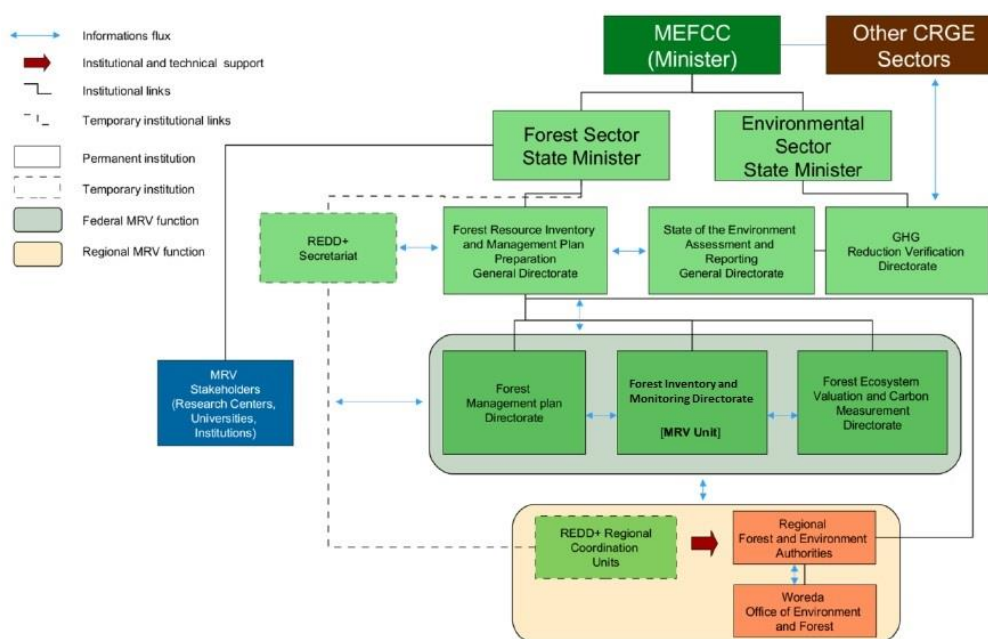 Informations flux
Institutional and technical support
Institutional links
Temporary institutional links
Permanent institution
Temporary institution
Federal MRV function
Regional MRV function
MEFCC
(Minister)
Other CRGE
Sectors
Forest Sector
State Minister
Environmental
Sector
State Minister
REDD+
Secretariat
Forest Resource Inventory
and Management Plan
Preparation
General Directorate
State of the Environment
Assessment and
Reporting
General Directorate
GHG
Reduction Verification
Directorate
MRV
Stakeholders
(Research Centers,
Universities,
Institutions)
Forest
Management plan
Directorate
Forest Inventory and
Monitoring Directorate
[MRV Unit]
Forest Ecosystem
Valuation and Carbon
Measurement
Directorate
REDD+ Regional
Coordination
Units
Regional
Forest and Environment
Authorities
Woreda
Office of Environment
and Forest